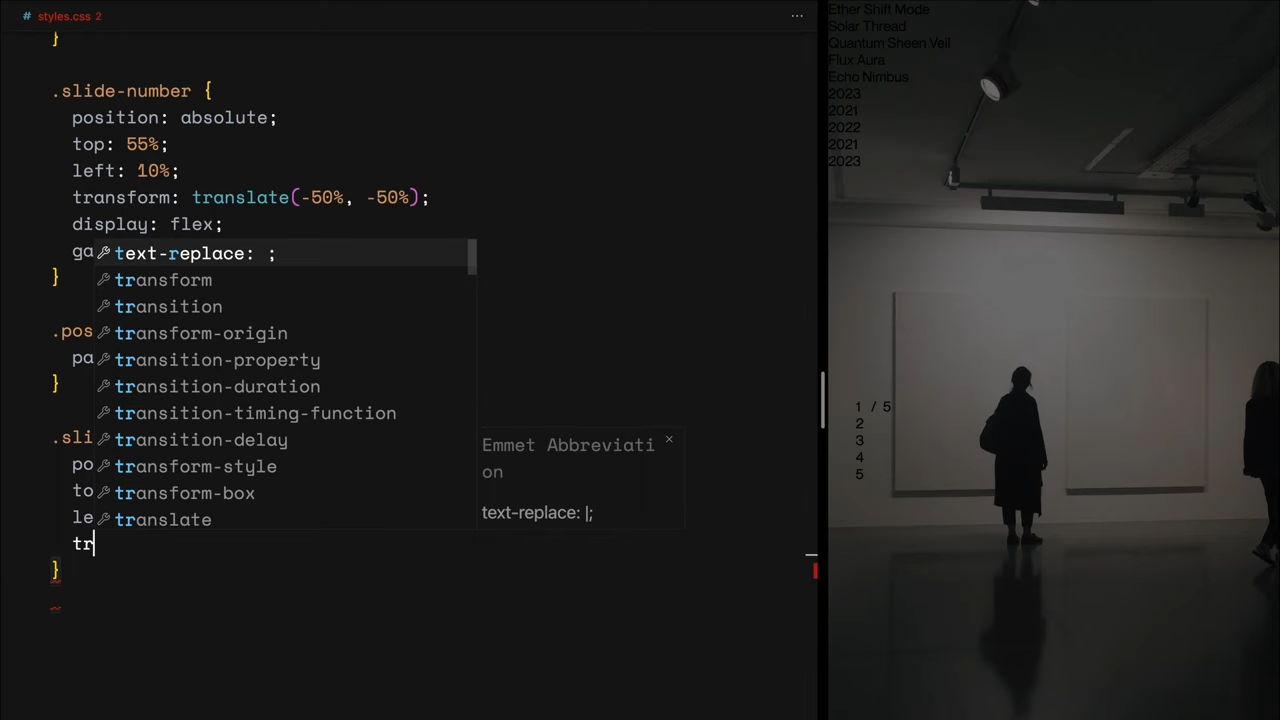 # styles.css 2 ···
}
.slide-number {
position: absolute;
top: 55%;
left: 10%;
transform: translate(-50%, -50%);
display: flex;
ga
}
.pos
pa
}
.sli
po
to
le
tr
}
text-replace: ;
transform
transition
transform-origin
transition-property
transition-duration
transition-timing-function
transition-delay
transform-style
transform-box
translate
Emmet Abbreviati
on
text-replace: |;
Ether Shift Mode
Solar Thread
Quantum Sheen Veil
Flux Aura
Echo Nimbus
2023
2021
2022
2021
2023
1 / 5
2
3
4
5